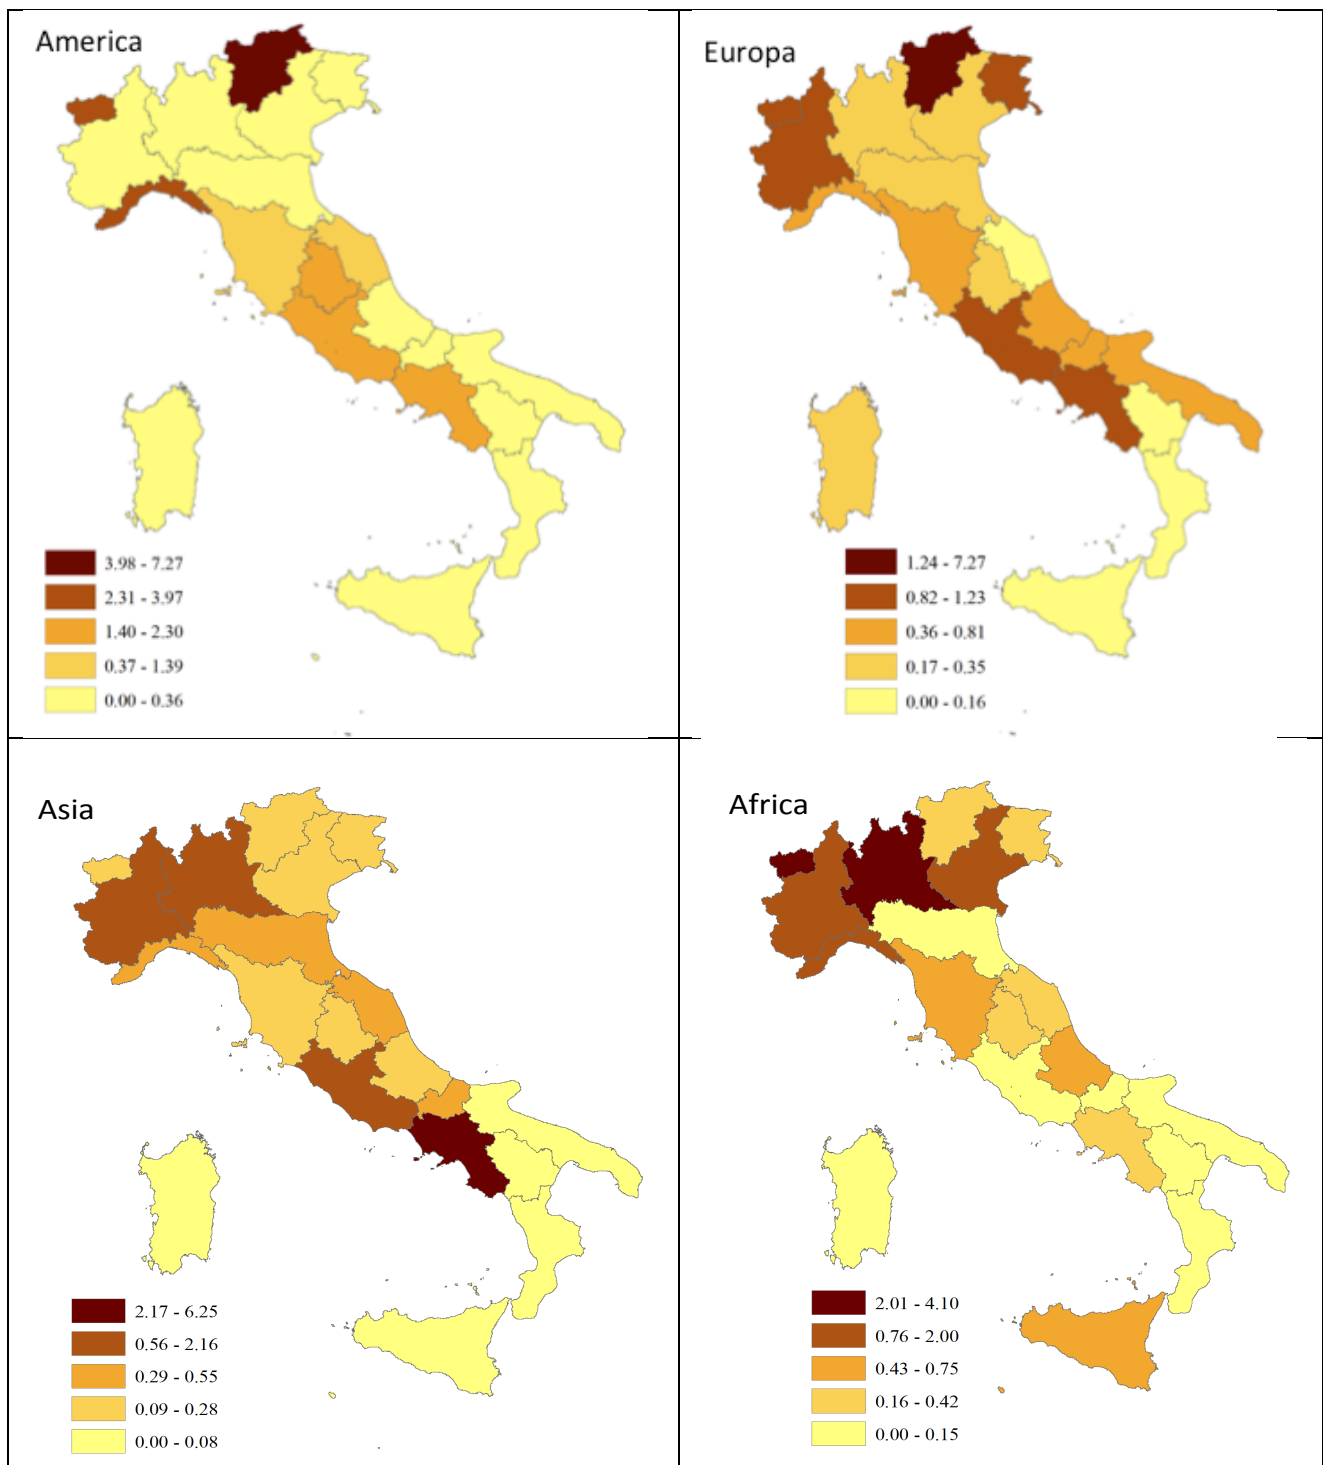 America
3.98 - 7.27
2.31 - 3.97
1.40 - 2.30
0.37 - 1.39
0.00 - 0.36
Europa
1.24 - 7.27
0.82 - 1.23
0.36 - 0.81
0.17 - 0.35
0.00 - 0.16
Asia
2.17 - 6.25
0.56 - 2.16
0.29 - 0.55
0.09 - 0.28
0.00 - 0.08
Africa
2.01 - 4.10
0.76 - 2.00
0.43 - 0.75
0.16 - 0.42
0.00 - 0.15